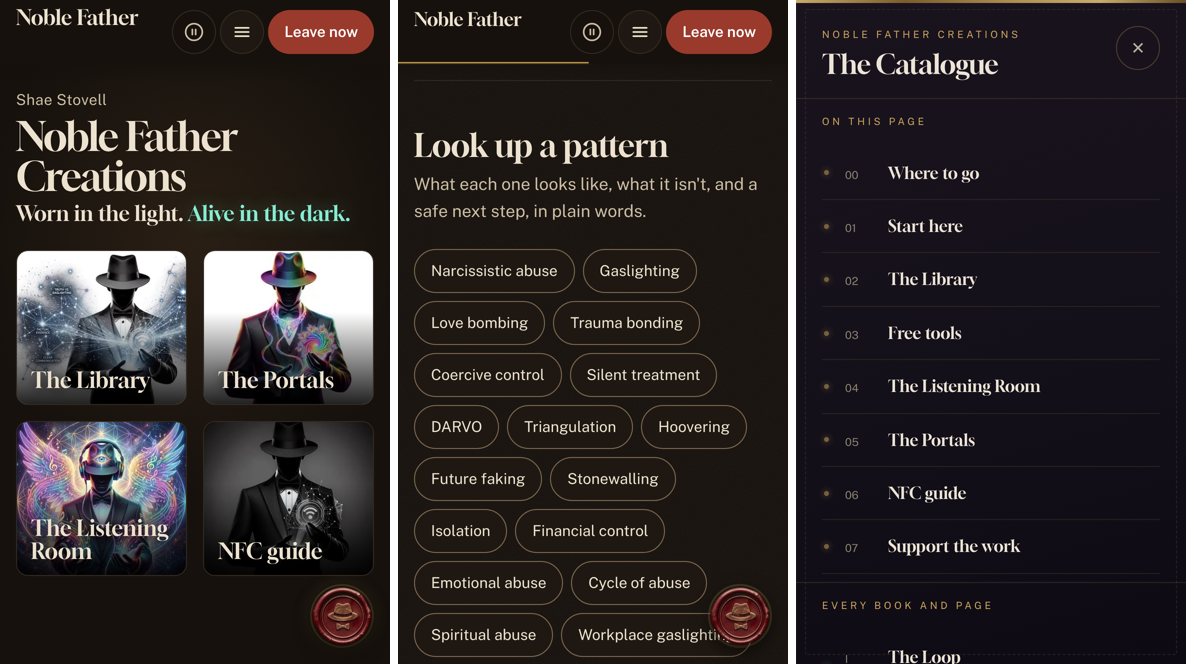 Noble Father
Leave now
Shae Stovell
Noble Father
Creations
Worn in the light. Alive in the dark.
The Library
The Portals
The Listening
Room
NFC guide
Noble Father
Leave now
Look up a pattern
What each one looks like, what it isn't, and a
safe next step, in plain words.
Narcissistic abuse
Gaslighting
Love bombing
Trauma bonding
Coercive control
Silent treatment
DARVO
Triangulation
Hoovering
Future faking
Stonewalling
Isolation
Financial control
Emotional abuse
Cycle of abuse
Spiritual abuse
Workplace
NOBLE FATHER CREATIONS
The Catalogue
ON THIS PAGE
00 Where to go
01 Start here
02 The Library
03 Free tools
04 The Listening Room
05 The Portals
06 NFC guide
07 Support the work
EVERY BOOK AND PAGE
The Loop